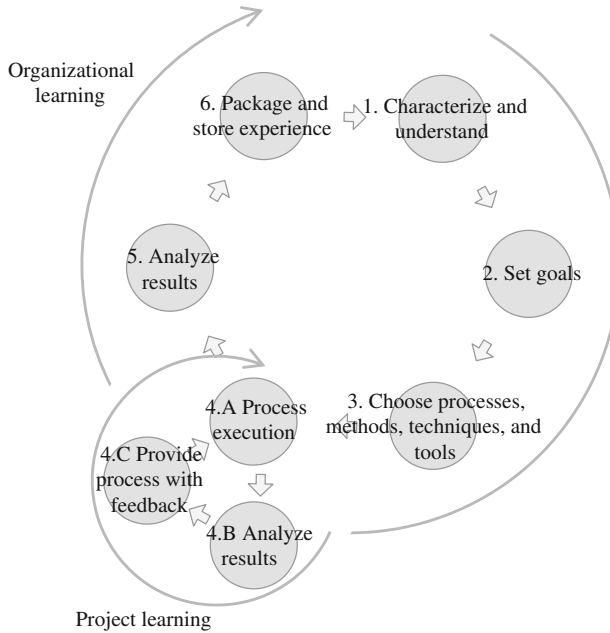 Organizational
learning
6. Package and
store experience
1. Characterize and
understand
5. Analyze
results
2. Set goals
3. Choose processes,
methods, techniques, and
tools
4.A Process
execution
4.C Provide
process with
feedback
4.B Analyze
results
Project learning